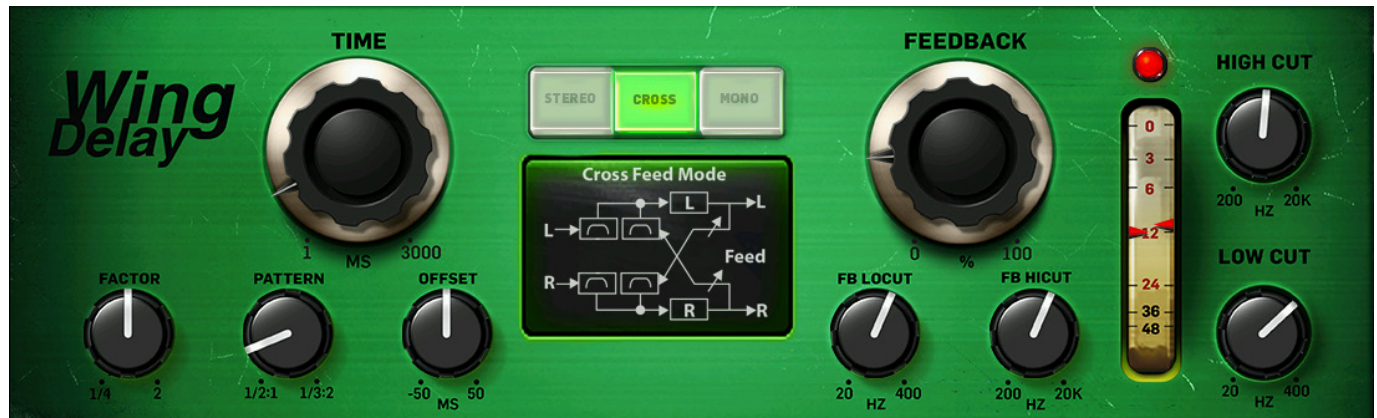 Wing
Delay
TIME
1
3000
MS
FACTOR
1/4
2
PATTERN
1/2:1
1/3:2
OFFSET
-50
50
MS
STEREO
CROSS
MONO
Cross Feed Mode
L
L
L
R
Feed
R
R
FEEDBACK
0
100
%
FB LOCUT
20
400
HZ
FB HICUT
200
20K
HZ
0
3
6
12
24
36
48
HIGH CUT
200
20K
HZ
LOW CUT
20
400
HZ